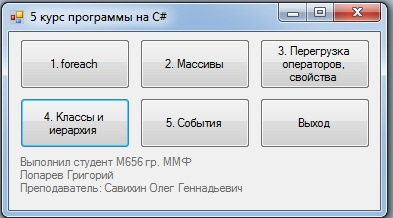 5 курс программы на C#
1. foreach
2. Массивы
3. Перегрузка
операторов,
свойства
4. Классы и
иерархия
5. События
Выход
Выполнил студент М656 гр. ММФ
Лопарев Григорий
Преподаватель: Савихин Олег Геннадьевич